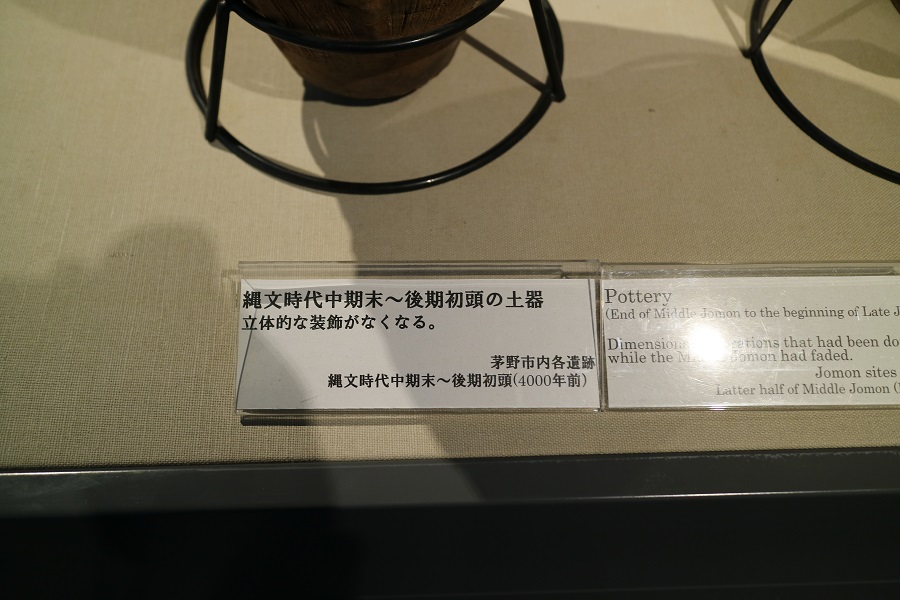 縄文時代中期末～後期初頭の土器
立体的な装飾がなくなる。
茅野市内各遺跡
縄文時代中期末～後期初頭(4000年前)
Pottery
(End of Middle Jomon to the beginning of Late J
Dimensional that had been do
while the Jomon had faded.
Jomon sites
Latter half of Middle Jomon (